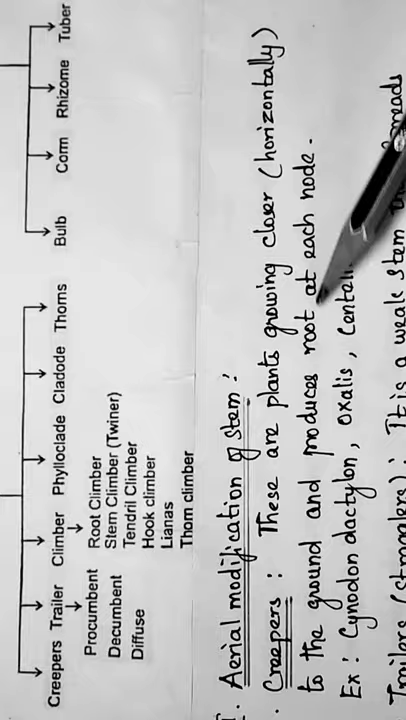 Creepers Trailer Climber Phylloclade Cladode Thorns Bulb Corm Rhizome Tuber
Procumbent
Decumbent
Diffuse
Root Climber
Stem Climber (Twiner)
Tendril Climber
Hook climber
Lianas
Thorn climber
Aerial modification of stem :
. Creepers : These are plants growing closer (horizontally)
to the ground and produces root at each node .
Ex : Cynodon dactylon , Oxalis ,
Trailers (stragglers) : It is a weak stem